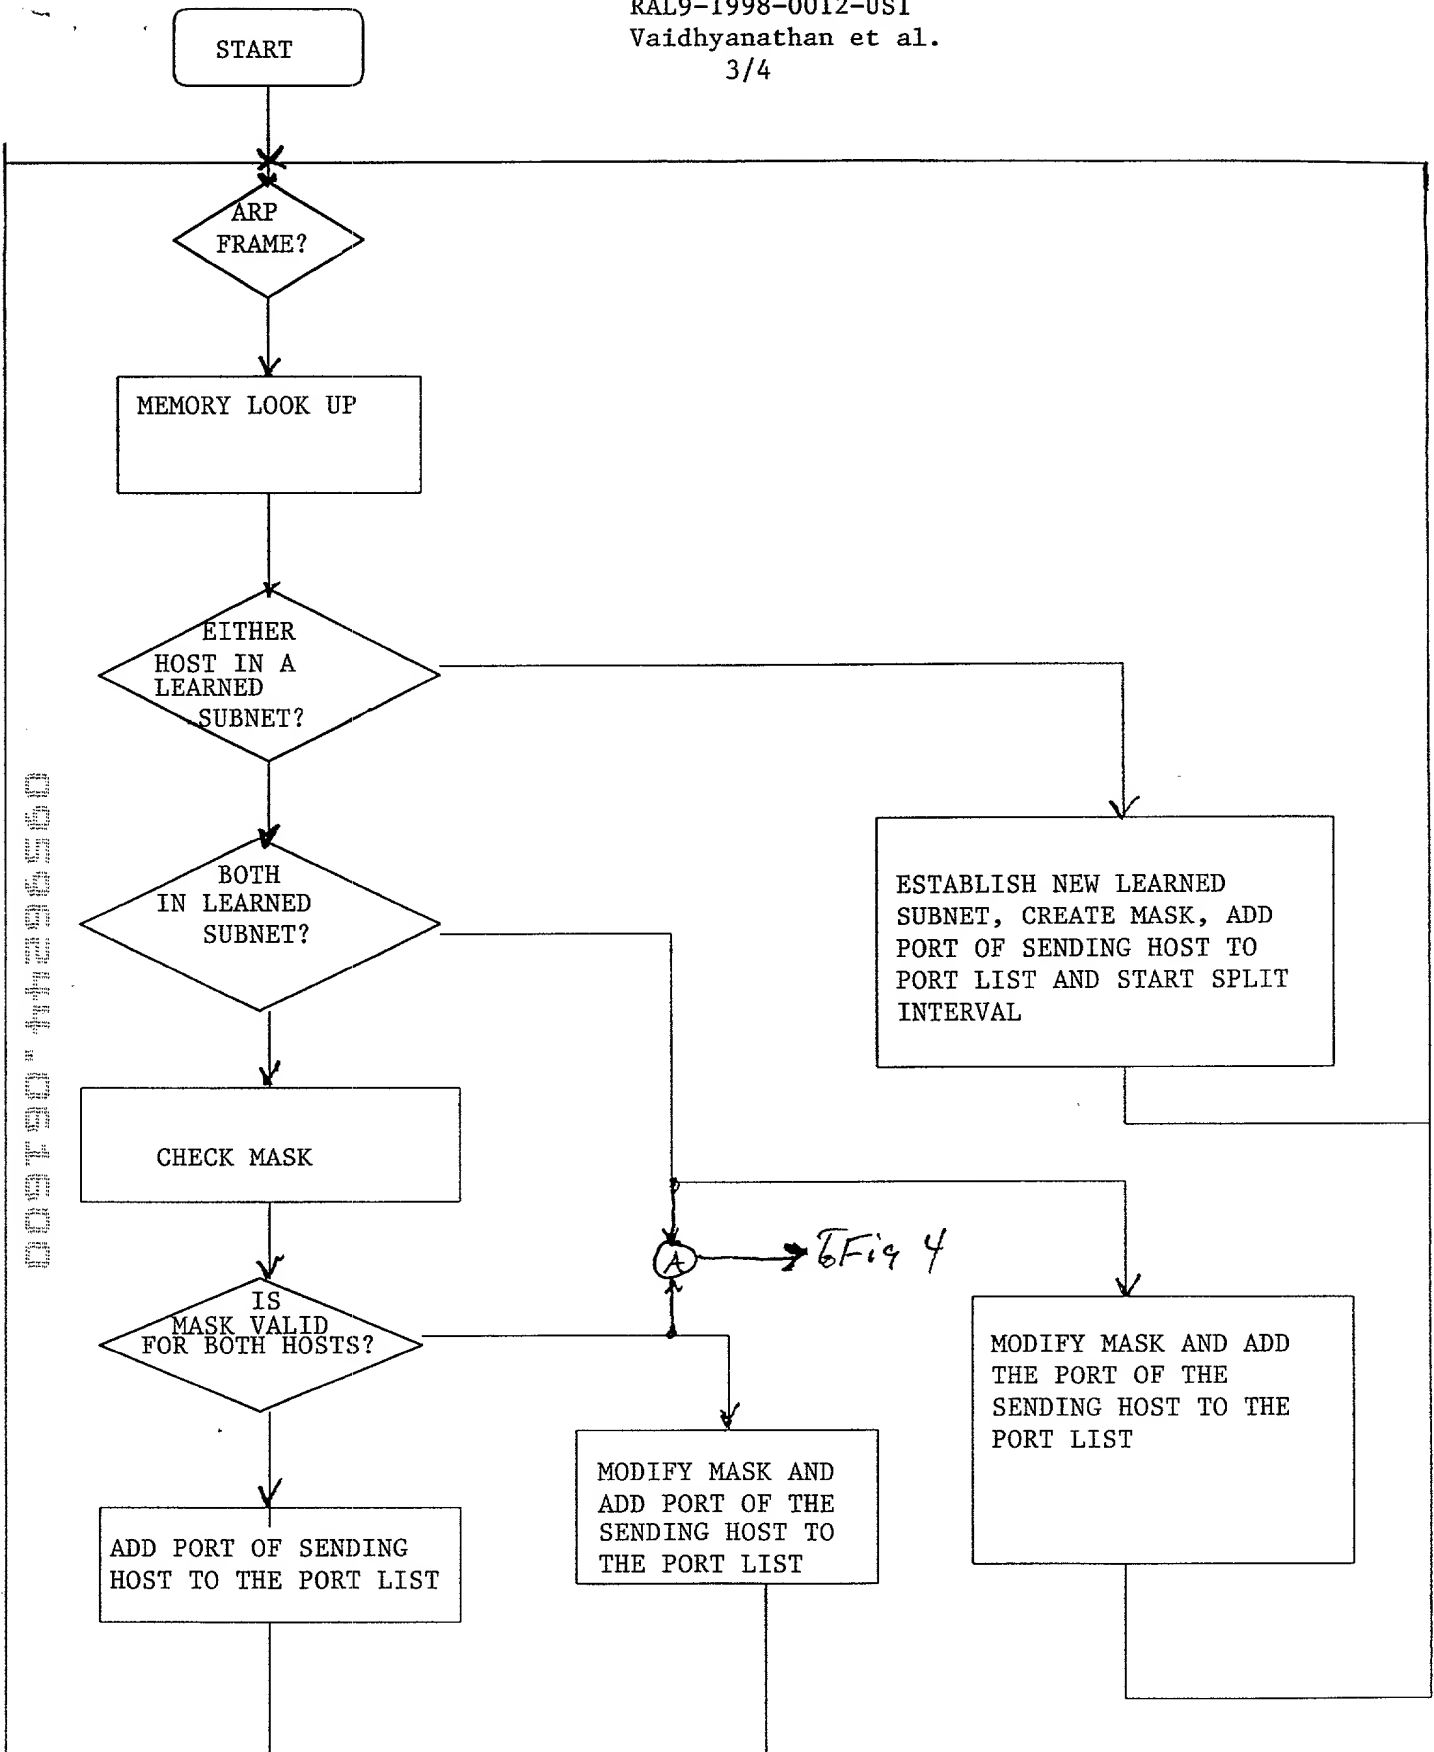 RAL9-1998-0012-US1
Vaidhyanathan et al.
3/4
START
ARP
FRAME?
MEMORY LOOK UP
EITHER
HOST IN A
LEARNED
SUBNET?
BOTH
IN LEARNED
SUBNET?
ESTABLISH NEW LEARNED
SUBNET, CREATE MASK, ADD
PORT OF SENDING HOST TO
PORT LIST AND START SPLIT
INTERVAL
CHECK MASK
A
To Fig 4
IS
MASK VALID
FOR BOTH HOSTS?
MODIFY MASK AND ADD
THE PORT OF THE
SENDING HOST TO THE
PORT LIST
MODIFY MASK AND
ADD PORT OF THE
SENDING HOST TO
THE PORT LIST
ADD PORT OF SENDING
HOST TO THE PORT LIST
09596244.061600